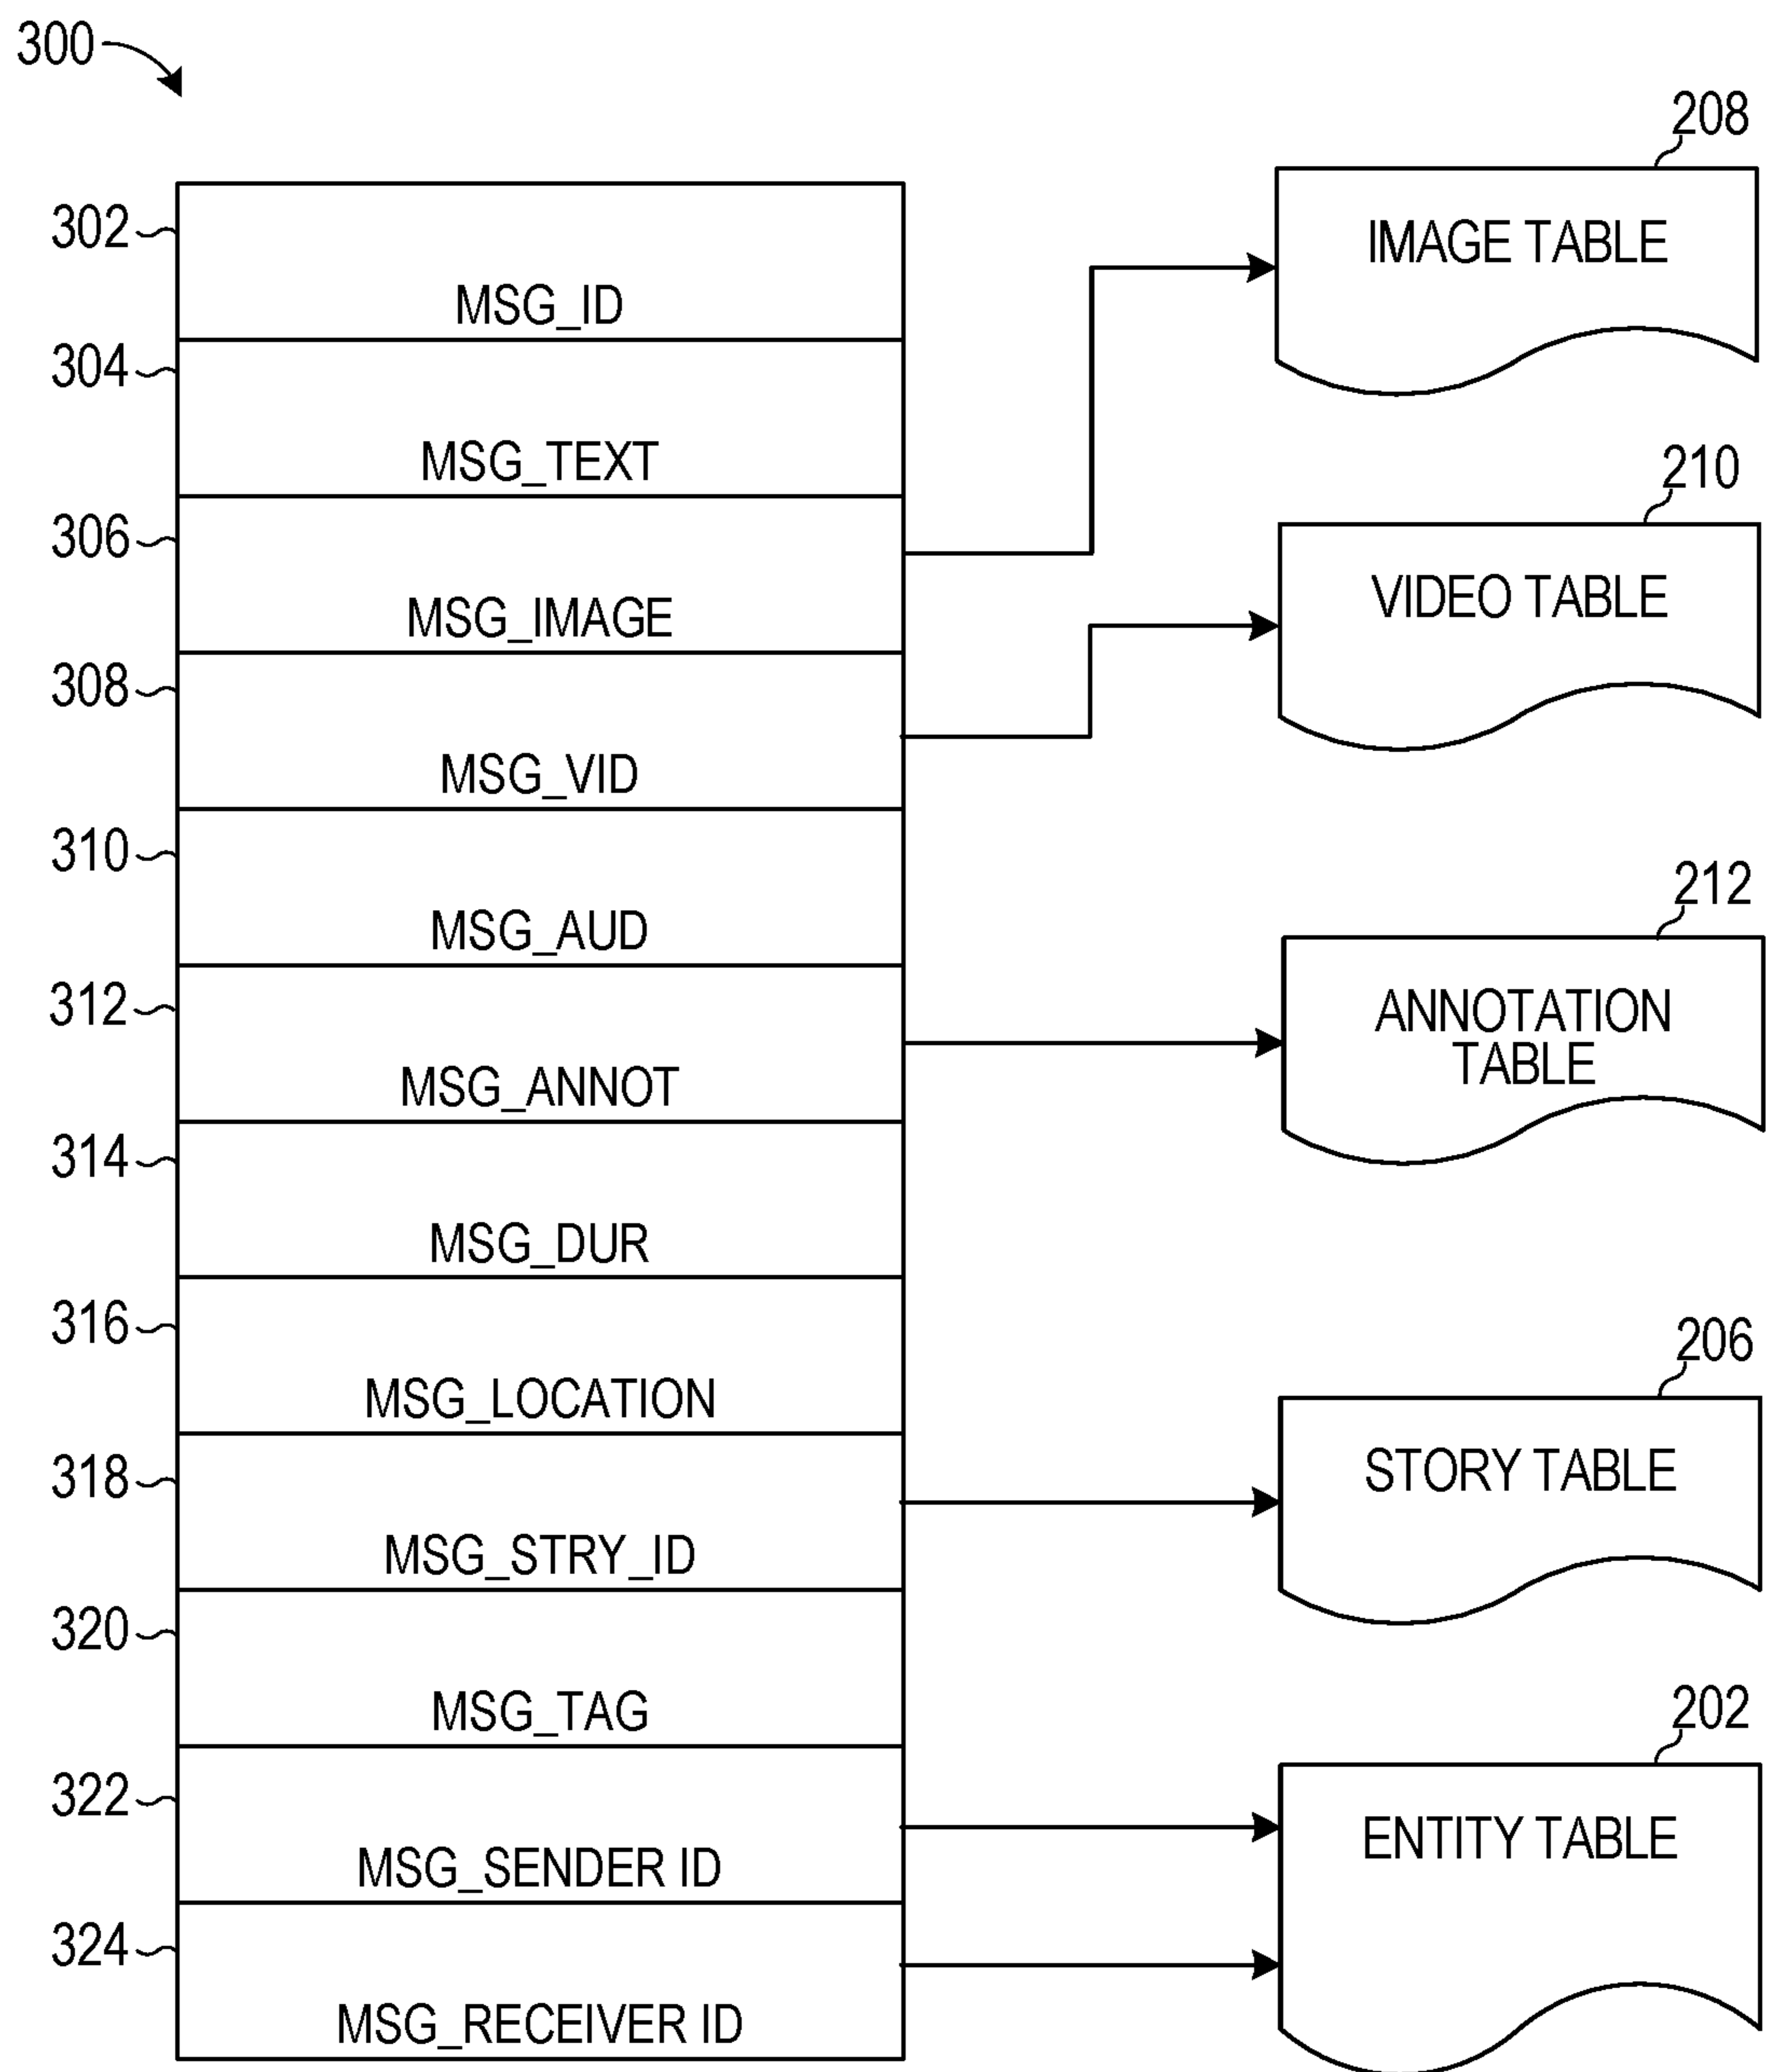 300
302
MSG_ID
304
MSG_TEXT
306
MSG_IMAGE
308
MSG_VID
310
MSG_AUD
312
MSG_ANNOT
314
MSG_DUR
316
MSG_LOCATION
318
MSG_STRY_ID
320
MSG_TAG
322
MSG_SENDER ID
324
MSG_RECEIVER ID
208
IMAGE TABLE
210
VIDEO TABLE
212
ANNOTATION
TABLE
206
STORY TABLE
202
ENTITY TABLE